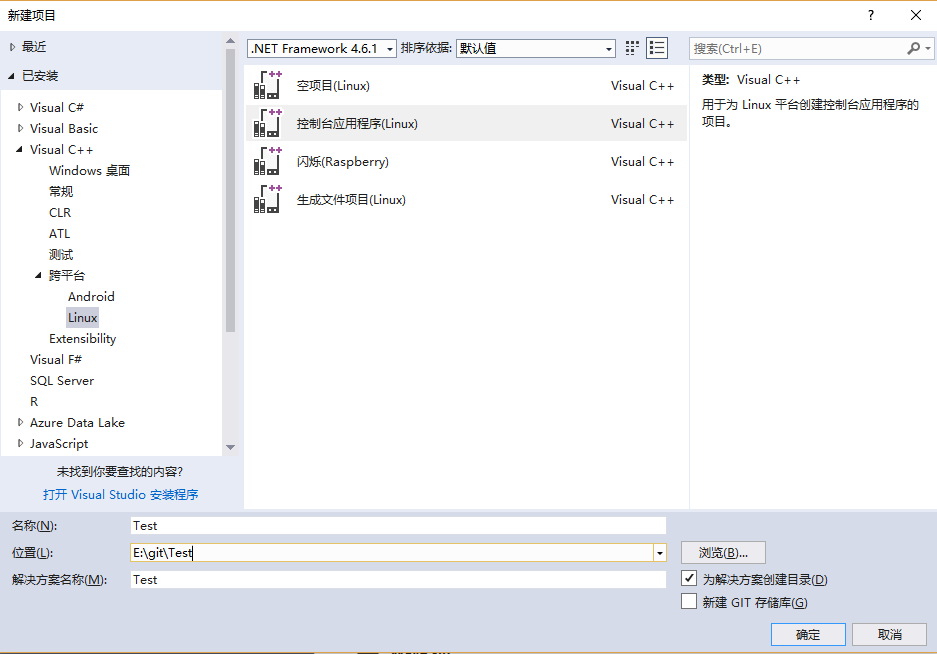 新建项目
最近
已安装
Visual C#
Visual Basic
Visual C++
Windows 桌面
常规
CLR
ATL
测试
跨平台
Android
Linux
Extensibility
Visual F#
SQL Server
R
Azure Data Lake
JavaScript
未找到你要查找的内容?
打开 Visual Studio 安装程序
.NET Framework 4.6.1 排序依据: 默认值
空项目(Linux) Visual C++
控制台应用程序(Linux) Visual C++
闪烁(Raspberry) Visual C++
生成文件项目(Linux) Visual C++
搜索(Ctrl+E)
类型: Visual C++
用于为 Linux 平台创建控制台应用程序的
项目。
名称(N): Test
位置(L): E:\git\Test 浏览(B)...
解决方案名称(M): Test 为解决方案创建目录(D)
新建 GIT 存储库(G)
确定 取消